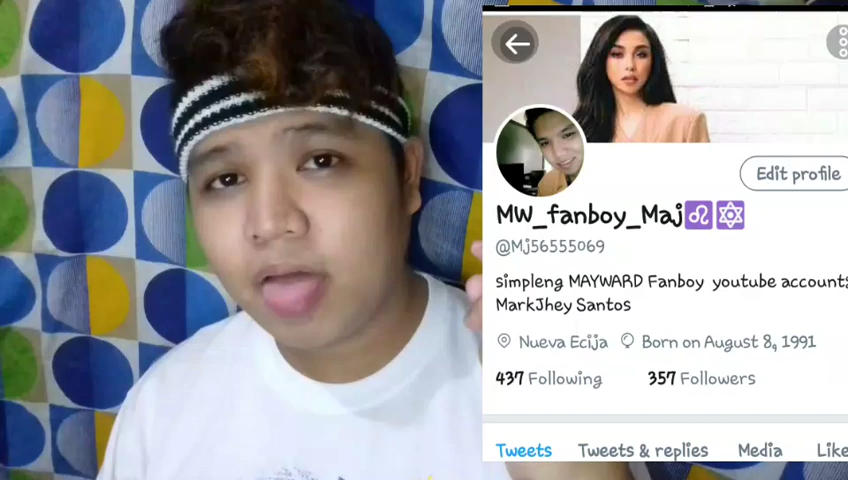 Edit profile
MW_fanboy_Maj♌🔯
@Mj56555069
simpleng MAYWARD Fanboy youtube account:
MarkJhey Santos
Nueva Ecija Born on August 8, 1991
437 Following 357 Followers
Tweets Tweets & replies Media Like